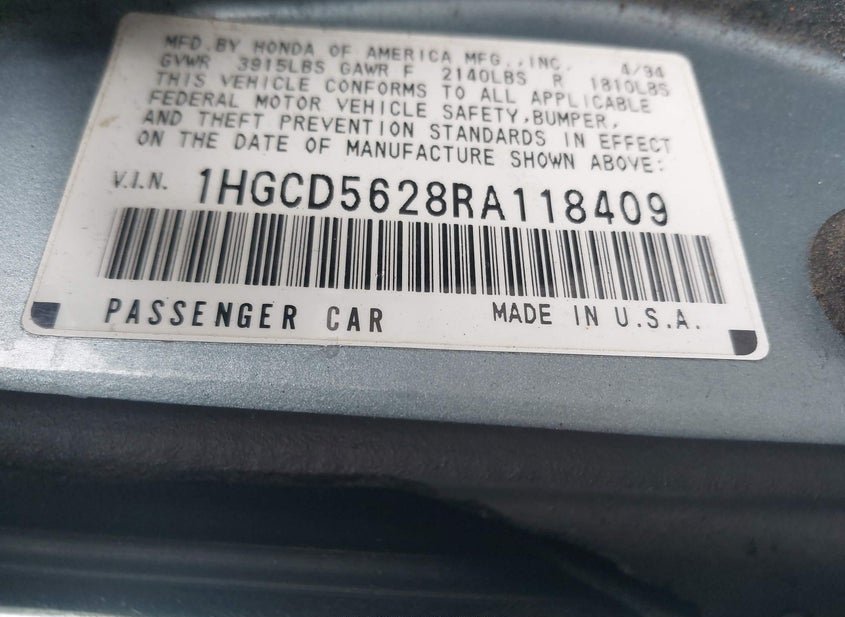 MFD.BY HONDA OF AMERICA MFG.,INC. 4/94
GVWR 3915LBS GAWR F 2140LBS R 1810LBS
THIS VEHICLE CONFORMS TO ALL APPLICABLE
FEDERAL MOTOR VEHICLE SAFETY,BUMPER,
AND THEFT PREVENTION STANDARDS IN EFFECT
ON THE DATE OF MANUFACTURE SHOWN ABOVE:
V.I.N. 1HGCD5628RA118409
PASSENGER CAR MADE IN U.S.A.